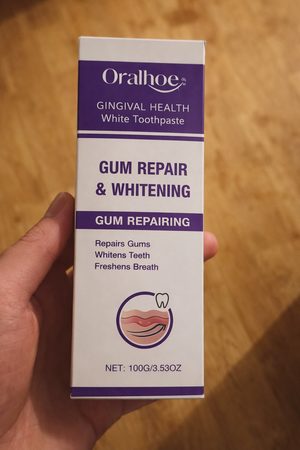 Oralhoe
GINGIVAL HEALTH
White Toothpaste
GUM REPAIR
& WHITENING
GUM REPAIRING
Repairs Gums
Whitens Teeth
Freshens Breath
NET: 100G/3.53OZ